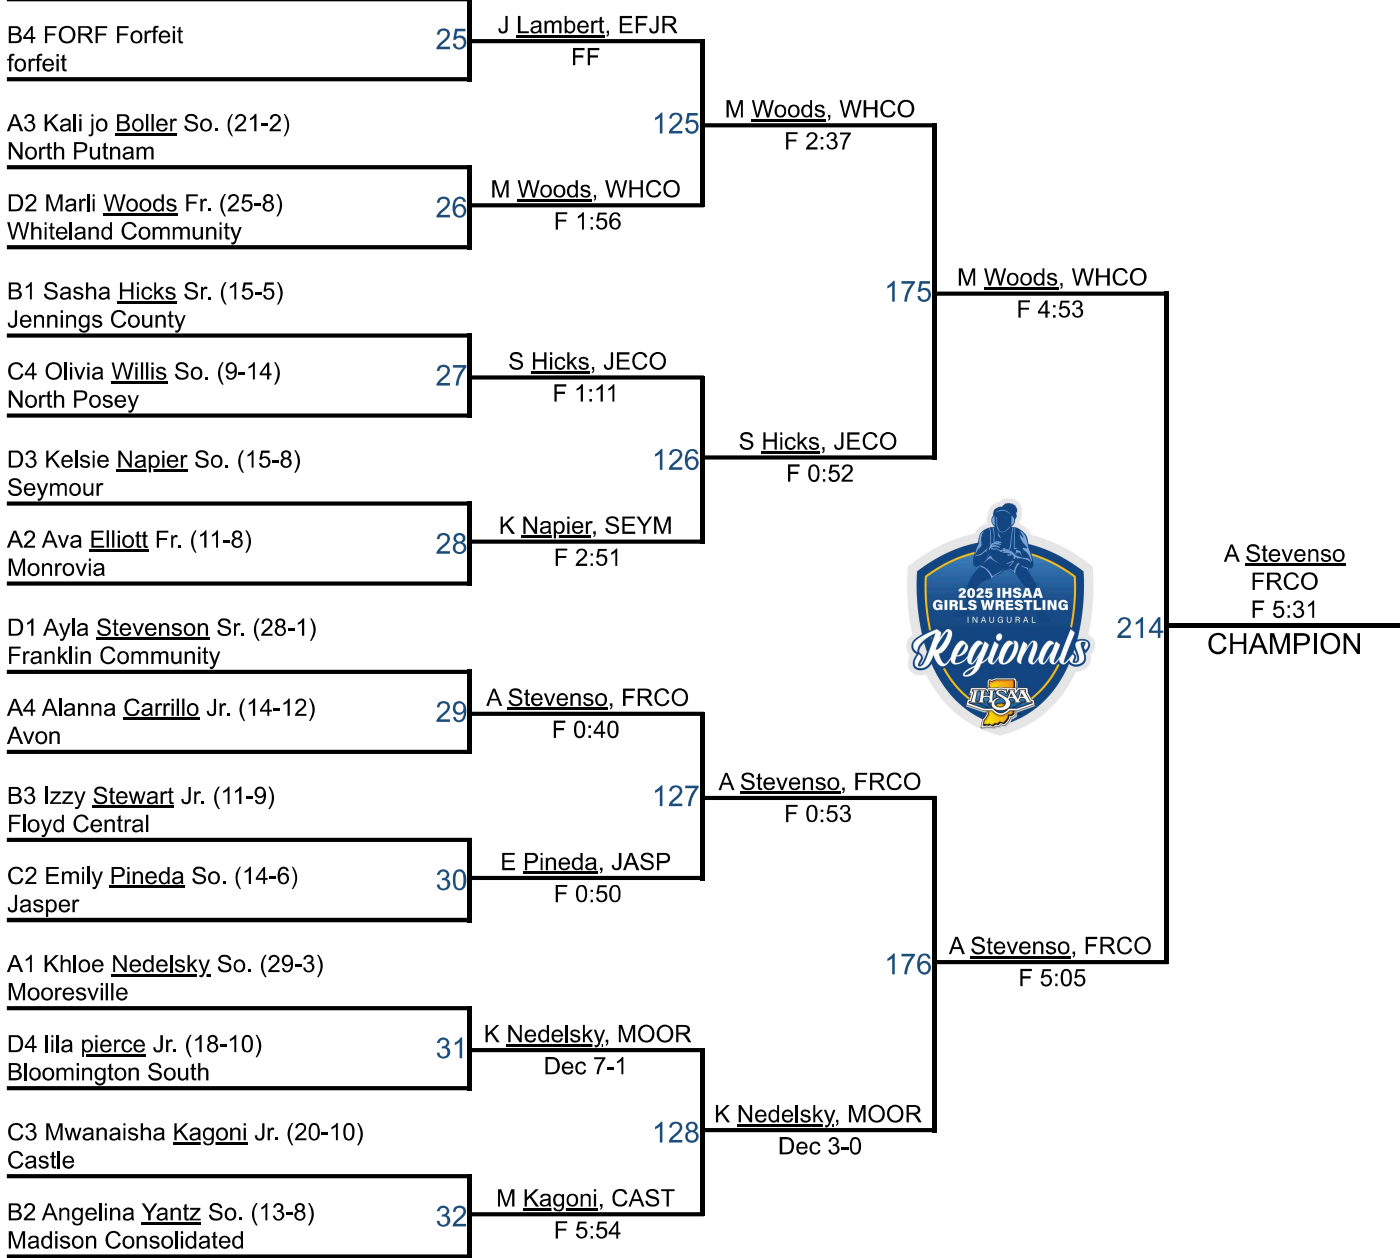 B4 FORF Forfeit
forfeit
25
J Lambert, EFJR
FF
A3 Kali jo Boller So. (21-2)
North Putnam
125
M Woods, WHCO
F 2:37
D2 Marli Woods Fr. (25-8)
Whiteland Community
26
M Woods, WHCO
F 1:56
B1 Sasha Hicks Sr. (15-5)
Jennings County
175
M Woods, WHCO
F 4:53
C4 Olivia Willis So. (9-14)
North Posey
27
S Hicks, JECO
F 1:11
D3 Kelsie Napier So. (15-8)
Seymour
126
S Hicks, JECO
F 0:52
A2 Ava Elliott Fr. (11-8)
Monrovia
28
K Napier, SEYM
F 2:51
2025 IHSAA
GIRLS WRESTLING
INAUGURAL
Regionals
IHSAA
214
A Stevenso
FRCO
F 5:31
CHAMPION
D1 Ayla Stevenson Sr. (28-1)
Franklin Community
A4 Alanna Carrillo Jr. (14-12)
Avon
29
A Stevenso, FRCO
F 0:40
B3 Izzy Stewart Jr. (11-9)
Floyd Central
127
A Stevenso, FRCO
F 0:53
C2 Emily Pineda So. (14-6)
Jasper
30
E Pineda, JASP
F 0:50
A1 Khloe Nedelsky So. (29-3)
Mooresville
176
A Stevenso, FRCO
F 5:05
D4 lila pierce Jr. (18-10)
Bloomington South
31
K Nedelsky, MOOR
Dec 7-1
C3 Mwanaisha Kagoni Jr. (20-10)
Castle
128
K Nedelsky, MOOR
Dec 3-0
B2 Angelina Yantz So. (13-8)
Madison Consolidated
32
M Kagoni, CAST
F 5:54